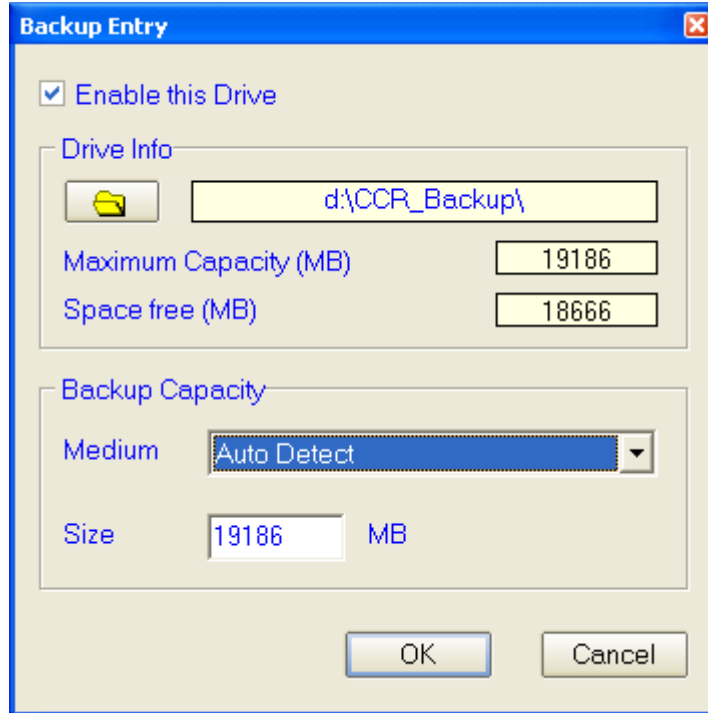 Backup Entry
Enable this Drive
Drive Info
d:\CCR_Backup\
Maximum Capacity (MB) 19186
Space free (MB) 18666
Backup Capacity
Medium Auto Detect
Size 19186 MB
OK Cancel